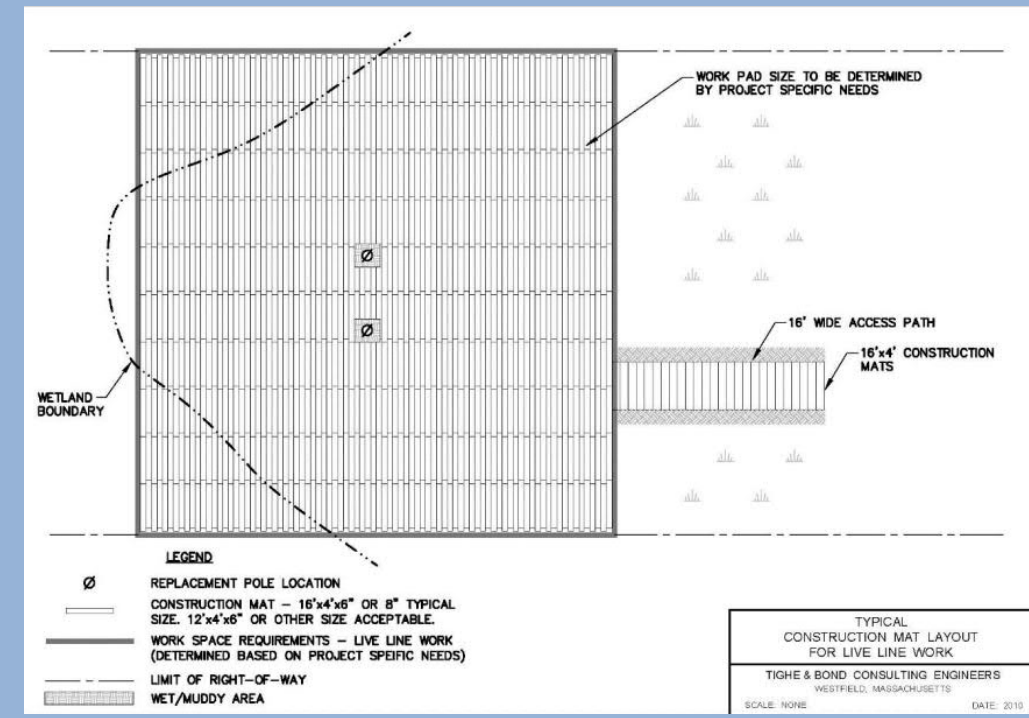 WORK PAD SIZE TO BE DETERMINED
BY PROJECT SPECIFIC NEEDS
Ø
Ø
16' WIDE ACCESS PATH
16'x4' CONSTRUCTION
MATS
WETLAND
BOUNDARY
LEGEND
Ø REPLACEMENT POLE LOCATION
CONSTRUCTION MAT – 16'x4'x6" OR 8" TYPICAL
SIZE. 12'x4'x6" OR OTHER SIZE ACCEPTABLE.
WORK SPACE REQUIREMENTS – LIVE LINE WORK
(DETERMINED BASED ON PROJECT SPEIFIC NEEDS)
LIMIT OF RIGHT–OF–WAY
WET/MUDDY AREA
TYPICAL
CONSTRUCTION MAT LAYOUT
FOR LIVE LINE WORK
TIGHE & BOND CONSULTING ENGINEERS
WESTFIELD, MASSACHUSETTS
SCALE: NONE DATE: 2010